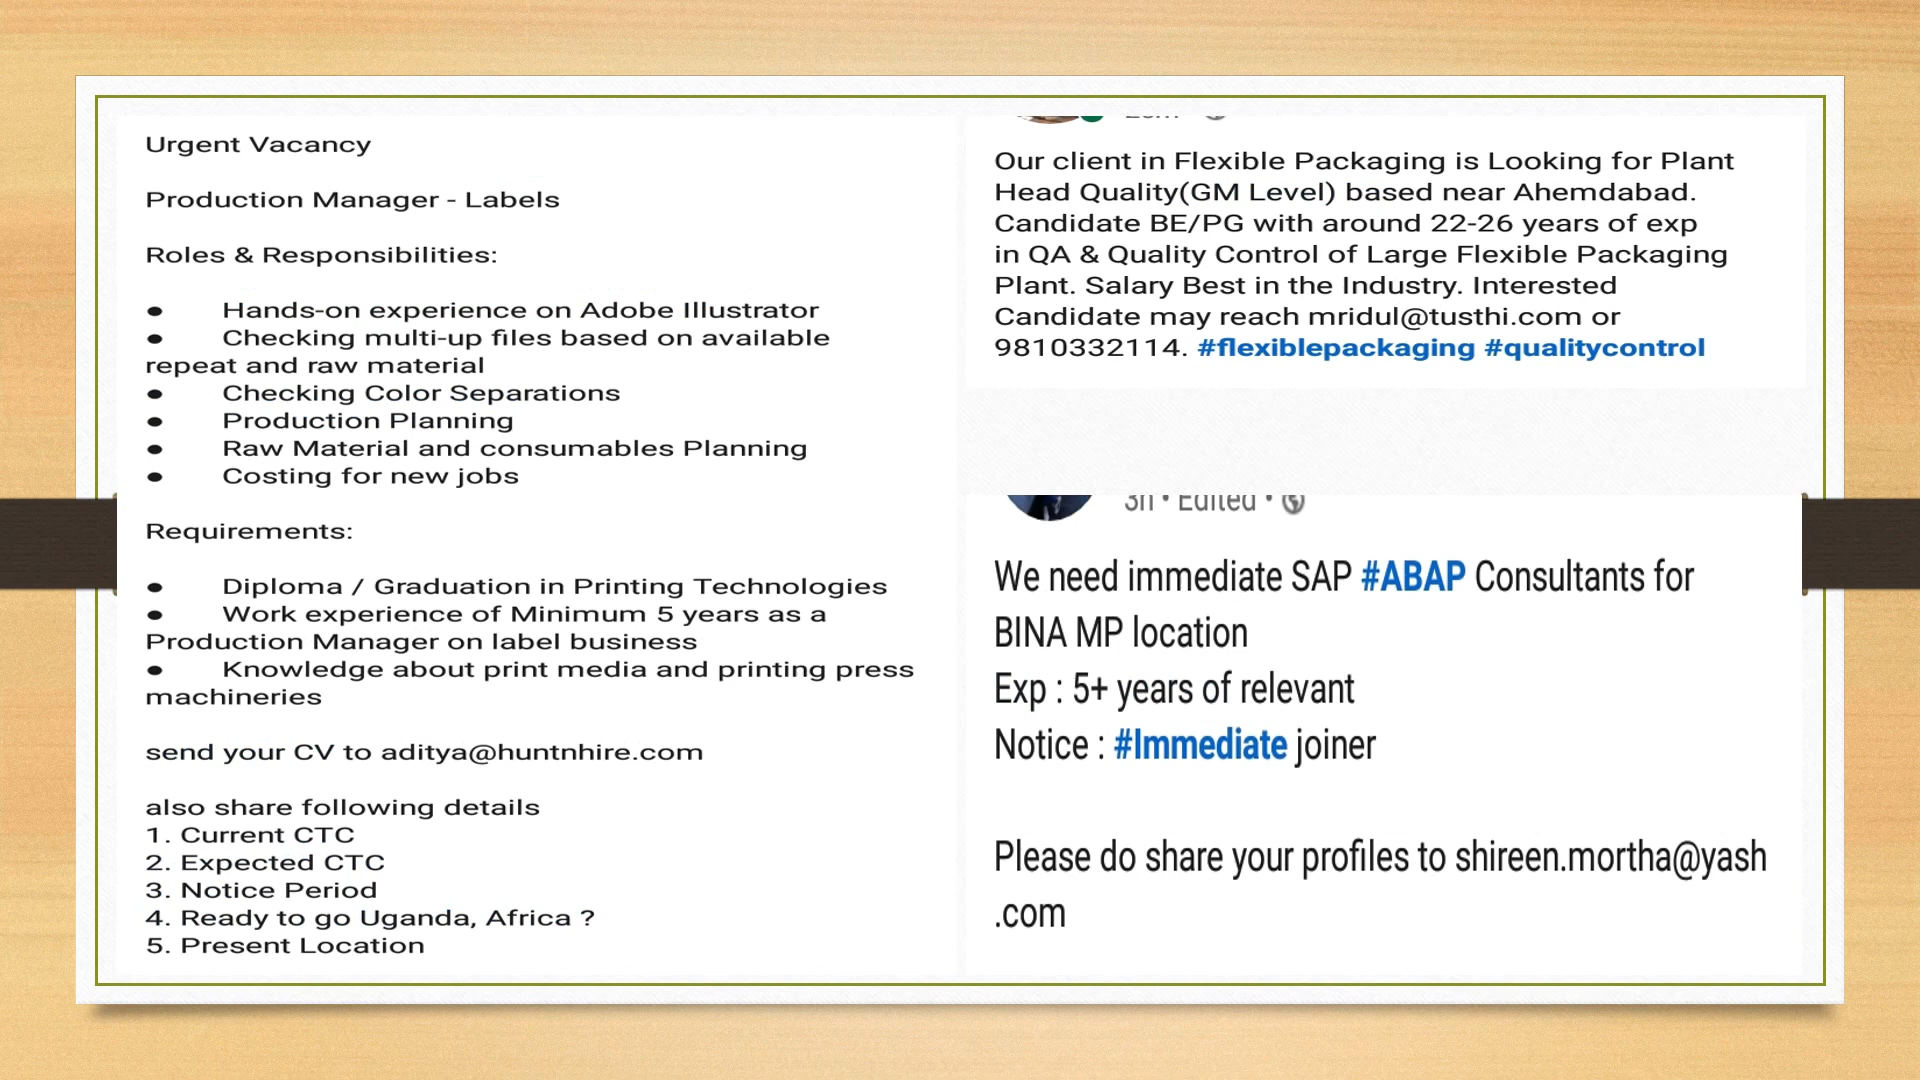 Urgent Vacancy
Production Manager - Labels
Roles & Responsibilities:
● Hands-on experience on Adobe Illustrator
● Checking multi-up files based on available
repeat and raw material
● Checking Color Separations
● Production Planning
● Raw Material and consumables Planning
● Costing for new jobs
Requirements:
● Diploma / Graduation in Printing Technologies
● Work experience of Minimum 5 years as a
Production Manager on label business
● Knowledge about print media and printing press
machineries
send your CV to aditya@huntnhire.com
also share following details
1. Current CTC
2. Expected CTC
3. Notice Period
4. Ready to go Uganda, Africa ?
5. Present Location
Our client in Flexible Packaging is Looking for Plant
Head Quality(GM Level) based near Ahemdabad.
Candidate BE/PG with around 22-26 years of exp
in QA & Quality Control of Large Flexible Packaging
Plant. Salary Best in the Industry. Interested
Candidate may reach mridul@tusthi.com or
9810332114. #flexiblepackaging #qualitycontrol
3h • Edited •
We need immediate SAP #ABAP Consultants for
BINA MP location
Exp : 5+ years of relevant
Notice : #Immediate joiner
Please do share your profiles to shireen.mortha@yash
.com